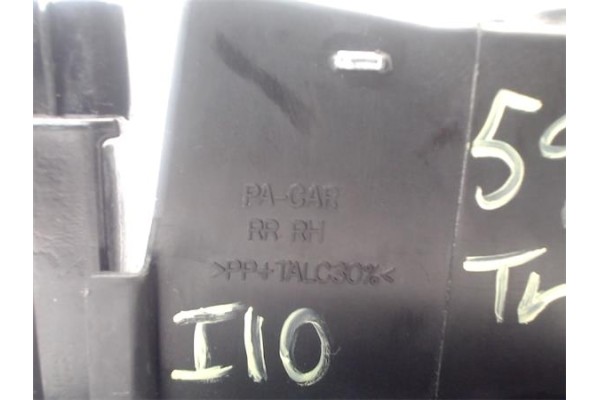 PA-GAR
RR RH
>PP+TALC30%<
I10